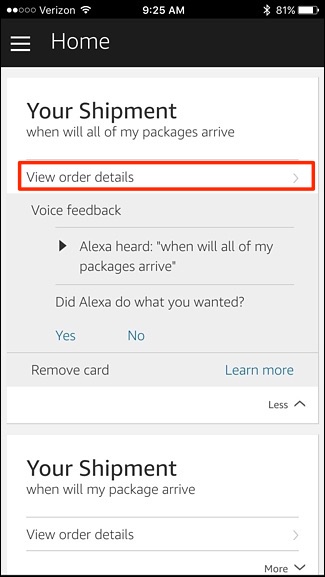 Verizon 9:25 AM 81%
Home
Your Shipment
when will all of my packages arrive
View order details
Voice feedback
Alexa heard: "when will all of my
packages arrive"
Did Alexa do what you wanted?
Yes No
Remove card Learn more
Less
Your Shipment
when will my package arrive
View order details
More